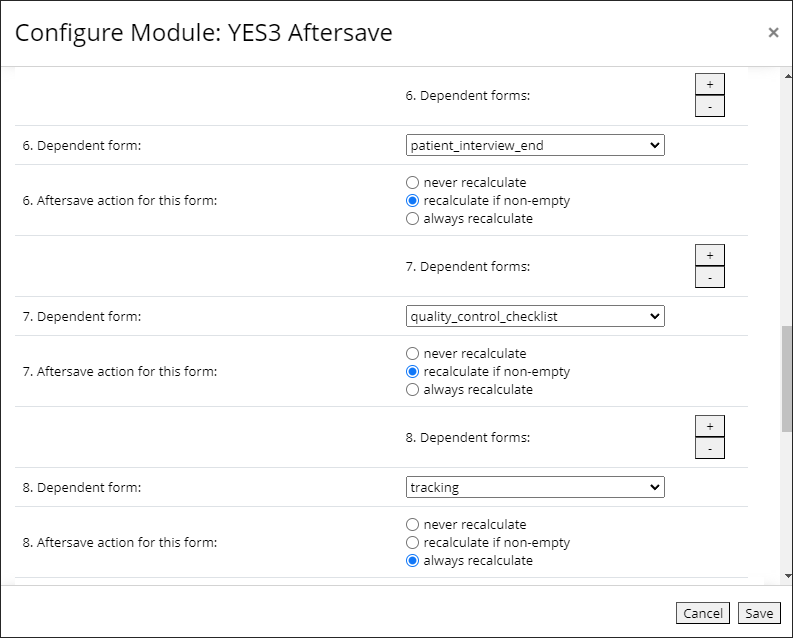 Configure Module: YES3 Aftersave
×
6. Dependent forms:
+
-
6. Dependent form:
patient_interview_end
6. Aftersave action for this form:
never recalculate
recalculate if non-empty
always recalculate
7. Dependent forms:
+
-
7. Dependent form:
quality_control_checklist
7. Aftersave action for this form:
never recalculate
recalculate if non-empty
always recalculate
8. Dependent forms:
+
-
8. Dependent form:
tracking
8. Aftersave action for this form:
never recalculate
recalculate if non-empty
always recalculate
Cancel
Save